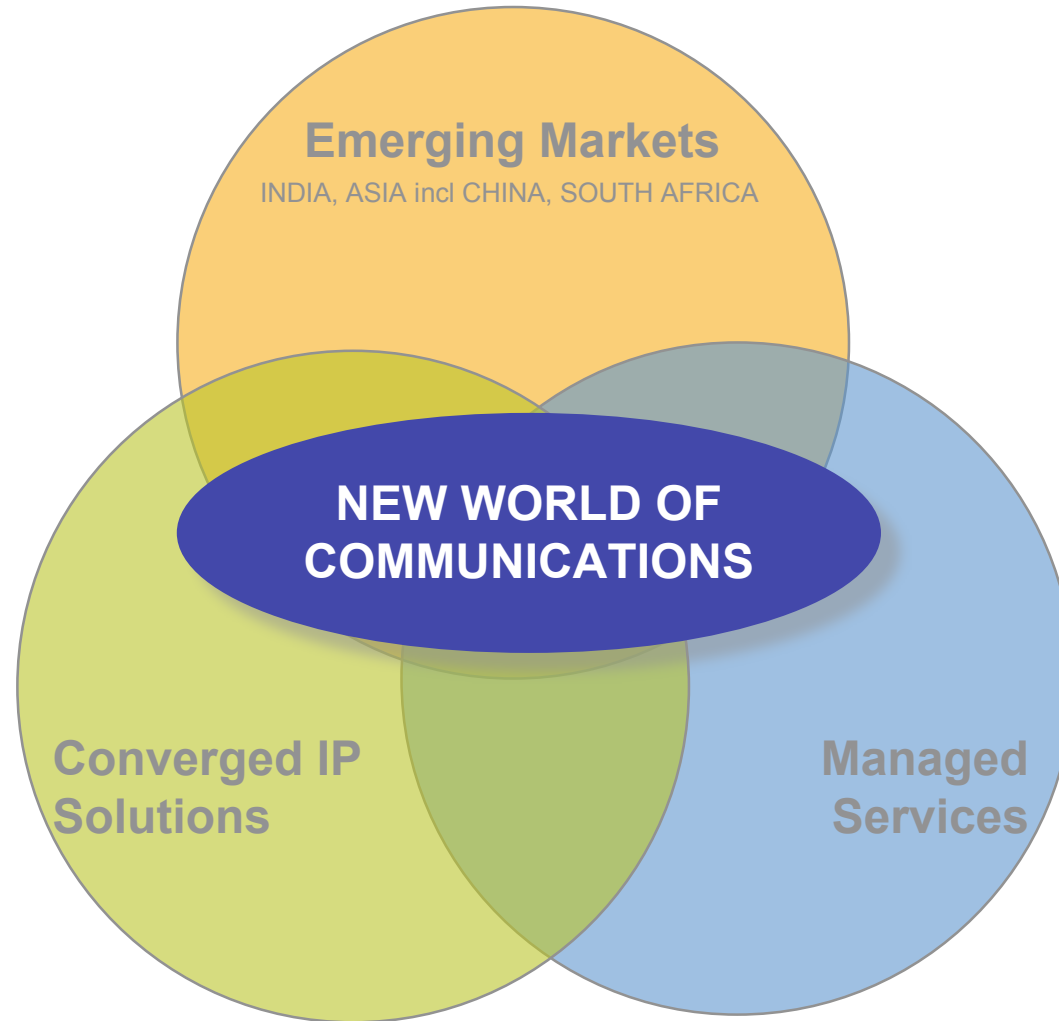 Emerging Markets
INDIA, ASIA incl CHINA, SOUTH AFRICA
NEW WORLD OF
COMMUNICATIONS
Converged IP
Solutions
Managed
Services